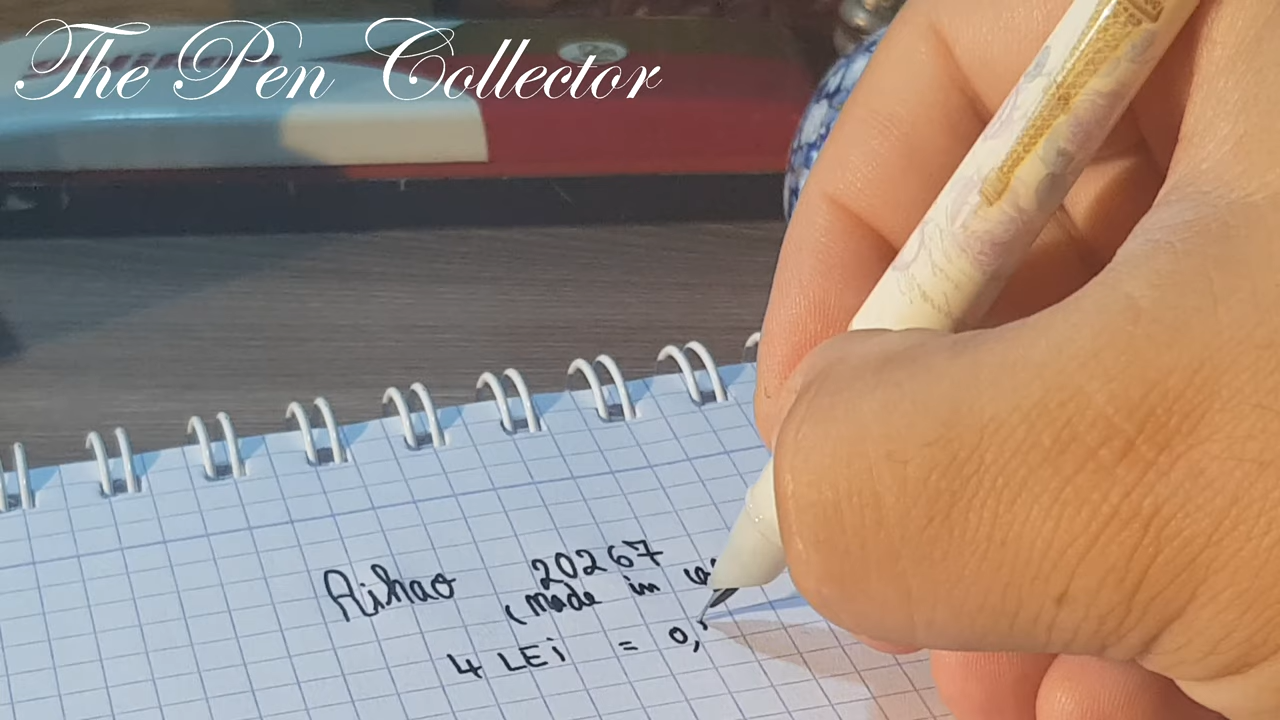 The Pen Collector
Aihao 20267
(made in
4 LEi = 0,